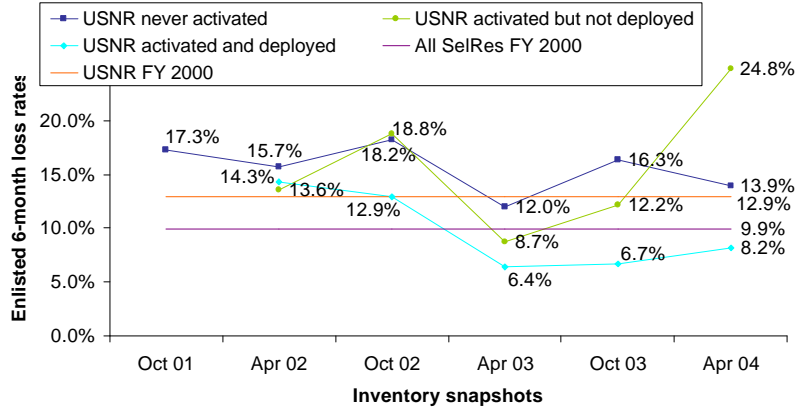 USNR never activated
USNR activated but not deployed
USNR activated and deployed
All SelRes FY 2000
USNR FY 2000
Enlisted 6-month loss rates
20.0%
15.0%
10.0%
5.0%
0.0%
17.3%
15.7%
14.3%
13.6%
18.8%
18.2%
12.9%
12.0%
8.7%
6.4%
16.3%
12.2%
6.7%
24.8%
13.9%
12.9%
9.9%
8.2%
Oct 01 Apr 02 Oct 02 Apr 03 Oct 03 Apr 04
Inventory snapshots